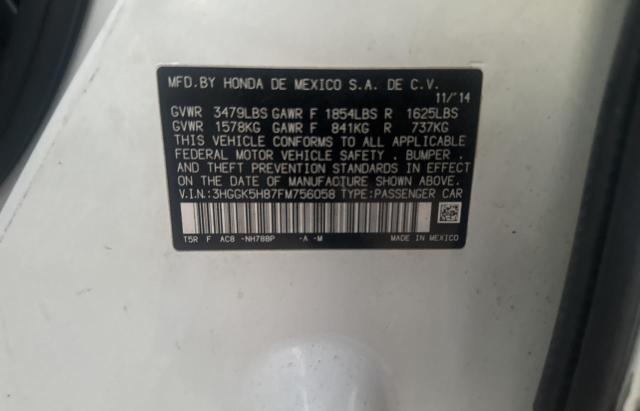 MFD.BY HONDA DE MEXICO S.A. DE C.V.
11/'14
GVWR 3479LBS GAWR F 1854LBS R 1625LBS
GVWR 1578KG GAWR F 841KG R 737KG
THIS VEHICLE CONFORMS TO ALL APPLICABLE
FEDERAL MOTOR VEHICLE SAFETY , BUMPER ,
AND THEFT PREVENTION STANDARDS IN EFFECT
ON THE DATE OF MANUFACTURE SHOWN ABOVE.
V.I.N.:3HGGK5H87FM756058 TYPE:PASSENGER CAR
T5R F AC8 -NH788P -A -M MADE IN MEXICO